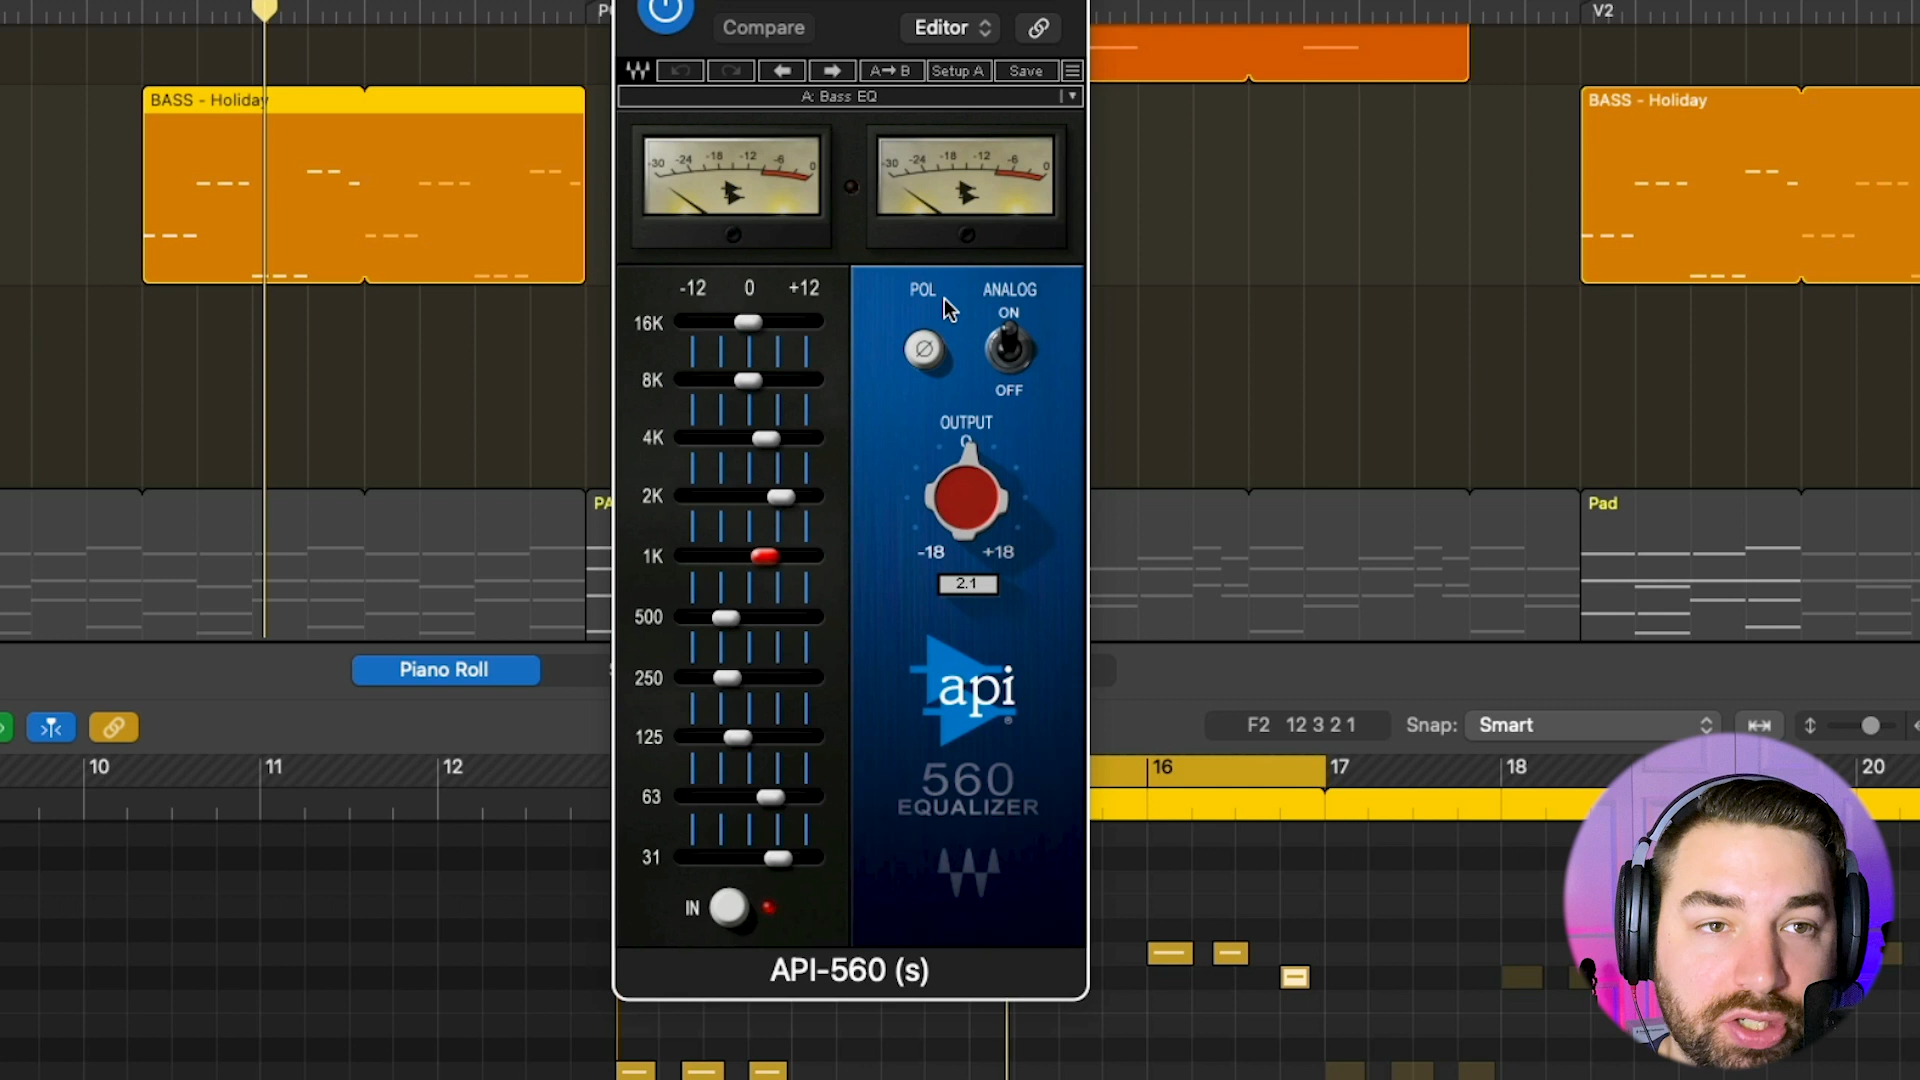 V2
Compare
Editor
A→B
Setup A
Save
A: Bass EQ
BASS - Holiday
BASS - Holiday
-30 -24 -18 -12 -6 0
-30 -24 -18 -12 -6 0
-12 0 +12
POL
ANALOG
ON
OFF
16K
8K
4K
2K
1K
500
250
125
63
31
IN
OUTPUT
0
-18 +18
2.1
api
®
560
EQUALIZER
API-560 (s)
Pad
Piano Roll
F2 12 3 2 1
Snap: Smart
10 11 12 16 17 18 20